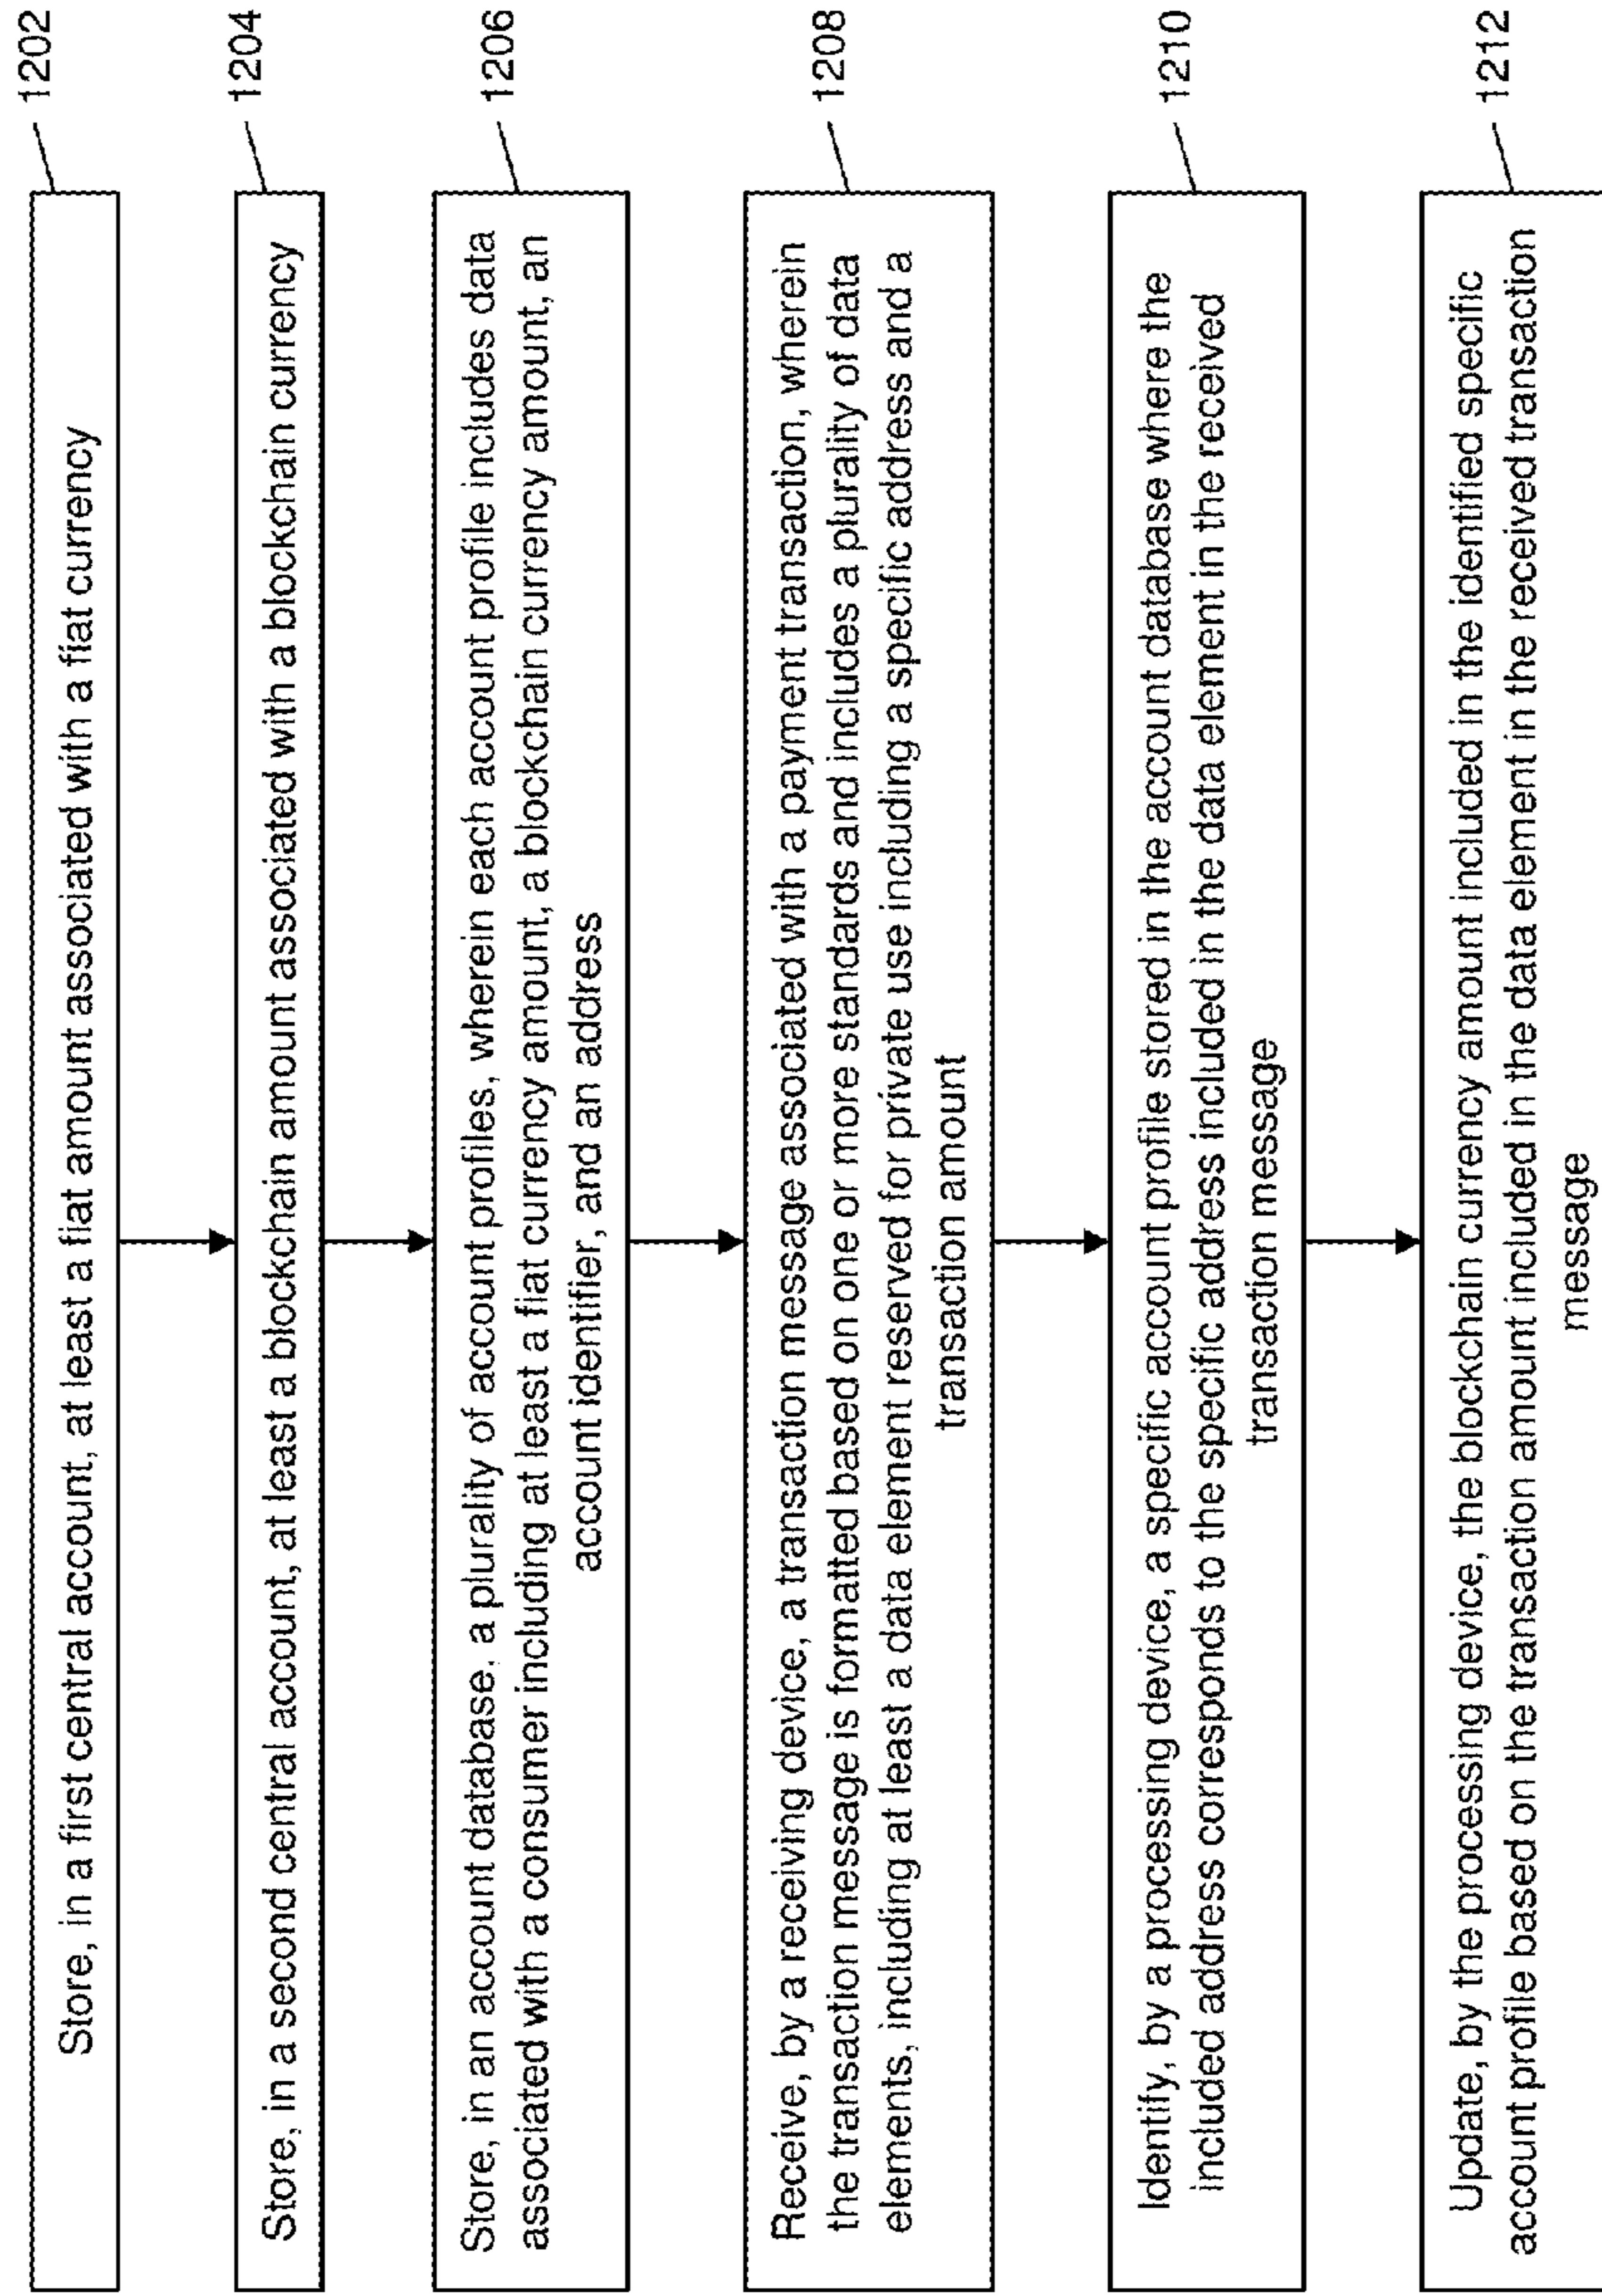 Store, in a first central account, at least a fiat amount associated with a fiat currency
1202
Store, in a second central account, at least a blockchain amount associated with a blockchain currency
1204
Store, in an account database, a plurality of account profiles, wherein each account profile includes data
associated with a consumer including at least a fiat currency amount, a blockchain currency amount, an
account identifier, and an address
1206
Receive, by a receiving device, a transaction message associated with a payment transaction, wherein
the transaction message is formatted based on one or more standards and includes a plurality of data
elements, including at least a data element reserved for private use including a specific address and a
transaction amount
1208
Identify, by a processing device, a specific account profile stored in the account database where the
included address corresponds to the specific address included in the data element in the received
transaction message
1210
Update, by the processing device, the blockchain currency amount included in the identified specific
account profile based on the transaction amount included in the data element in the received transaction
message
1212